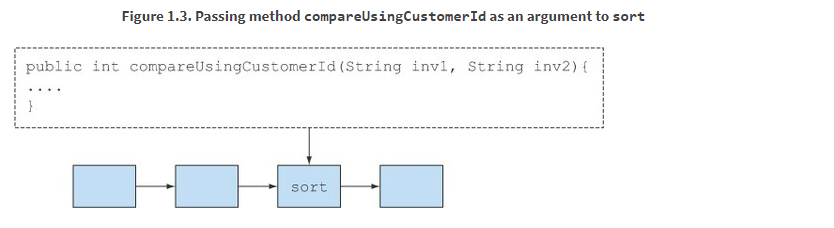 Figure 1.3. Passing method compareUsingCustomerId as an argument to sort
public int compareUsingCustomerId(String inv1, String inv2){
....
}
sort